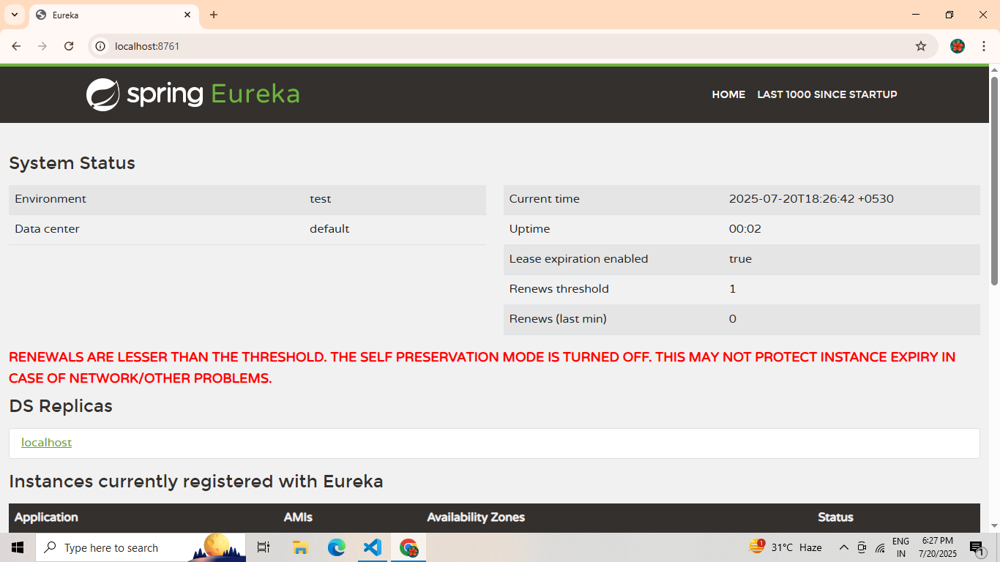 Eureka
localhost:8761
spring Eureka
HOME LAST 1000 SINCE STARTUP
System Status
Environment test
Data center default
Current time 2025-07-20T18:26:42 +0530
Uptime 00:02
Lease expiration enabled true
Renews threshold 1
Renews (last min) 0
RENEWALS ARE LESSER THAN THE THRESHOLD. THE SELF PRESERVATION MODE IS TURNED OFF. THIS MAY NOT PROTECT INSTANCE EXPIRY IN
CASE OF NETWORK/OTHER PROBLEMS.
DS Replicas
localhost
Instances currently registered with Eureka
Application AMIs Availability Zones Status
Type here to search
1
31°C Haze
ENG
IN
6:27 PM
7/20/2025
1